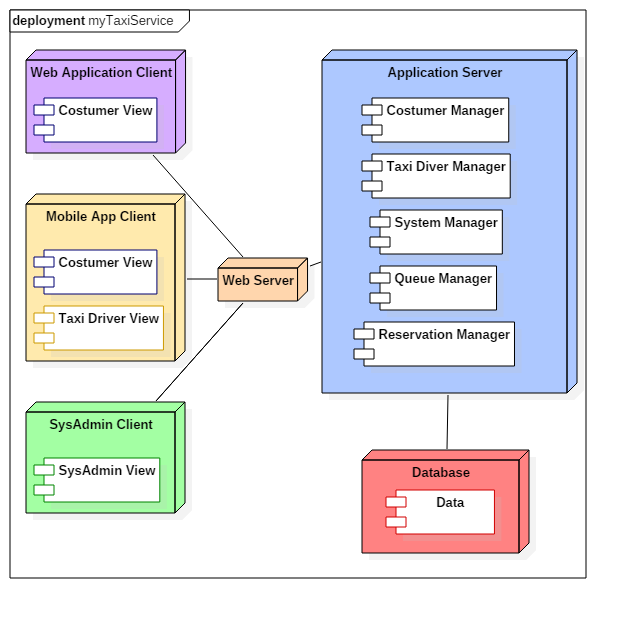 deployment myTaxiService
Web Application Client
Costumer View
Mobile App Client
Costumer View
Taxi Driver View
SysAdmin Client
SysAdmin View
Web Server
Application Server
Costumer Manager
Taxi Diver Manager
System Manager
Queue Manager
Reservation Manager
Database
Data